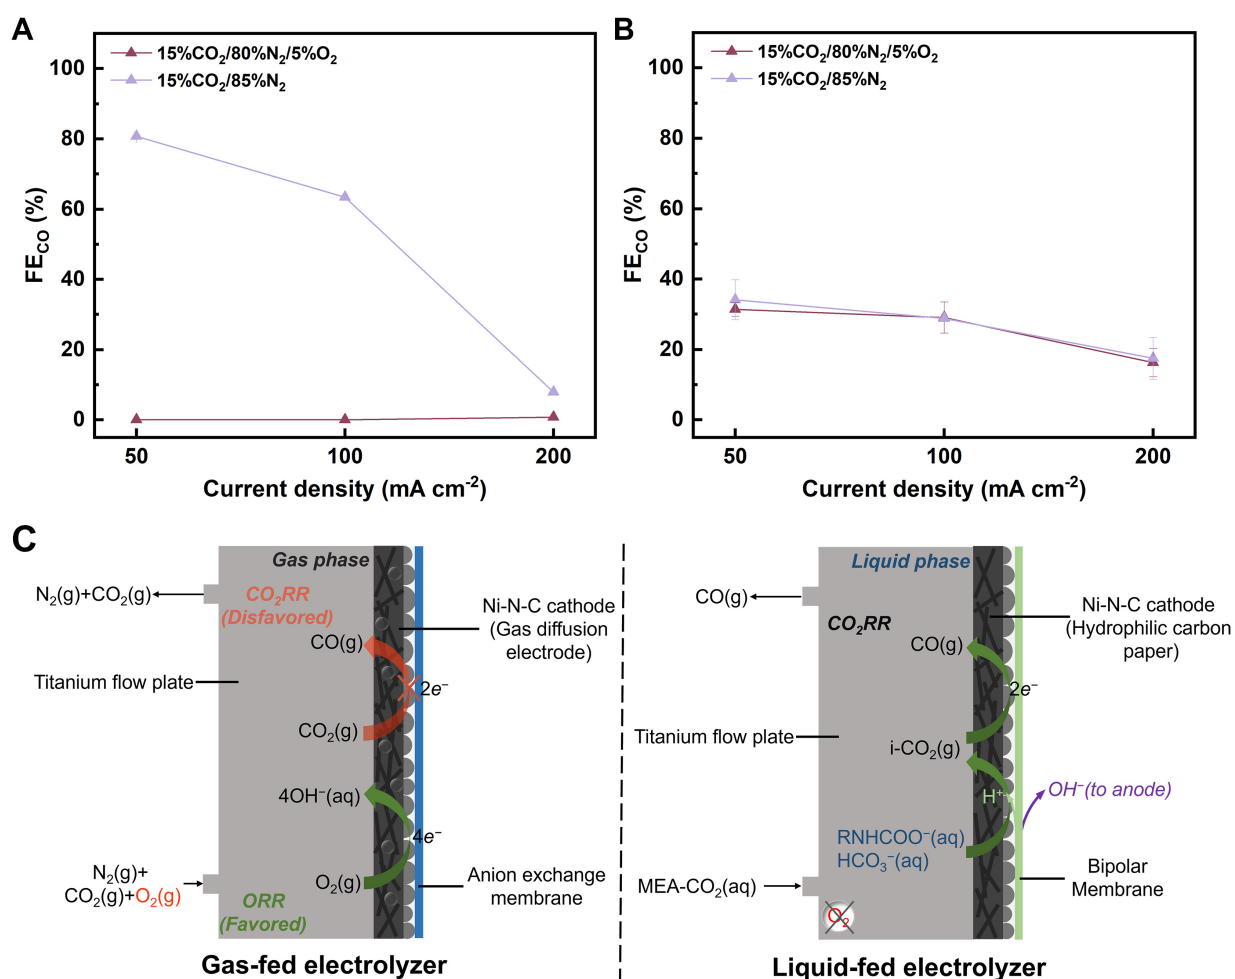 A
15%CO₂/80%N₂/5%O₂
15%CO₂/85%N₂
100
80
60
40
20
0
FE_CO (%)
50
100
200
Current density (mA cm⁻²)
B
15%CO₂/80%N₂/5%O₂
15%CO₂/85%N₂
100
80
60
40
20
0
FE_CO (%)
50
100
200
Current density (mA cm⁻²)
C
Gas phase
N₂(g)+CO₂(g)
CO₂RR
(Disfavored)
CO(g)
Ni-N-C cathode
(Gas diffusion
electrode)
Titanium flow plate
2e⁻
CO₂(g)
4OH⁻(aq)
4e⁻
N₂(g)+
CO₂(g)+O₂(g)
O₂(g)
Anion exchange
membrane
ORR
(Favored)
Gas-fed electrolyzer
Liquid phase
CO(g)
CO₂RR
CO(g)
Ni-N-C cathode
(Hydrophilic carbon
paper)
2e⁻
Titanium flow plate
i-CO₂(g)
H⁺
OH⁻(to anode)
RNHCOO⁻(aq)
HCO₃⁻(aq)
MEA-CO₂(aq)
Bipolar
Membrane
O₂
Liquid-fed electrolyzer